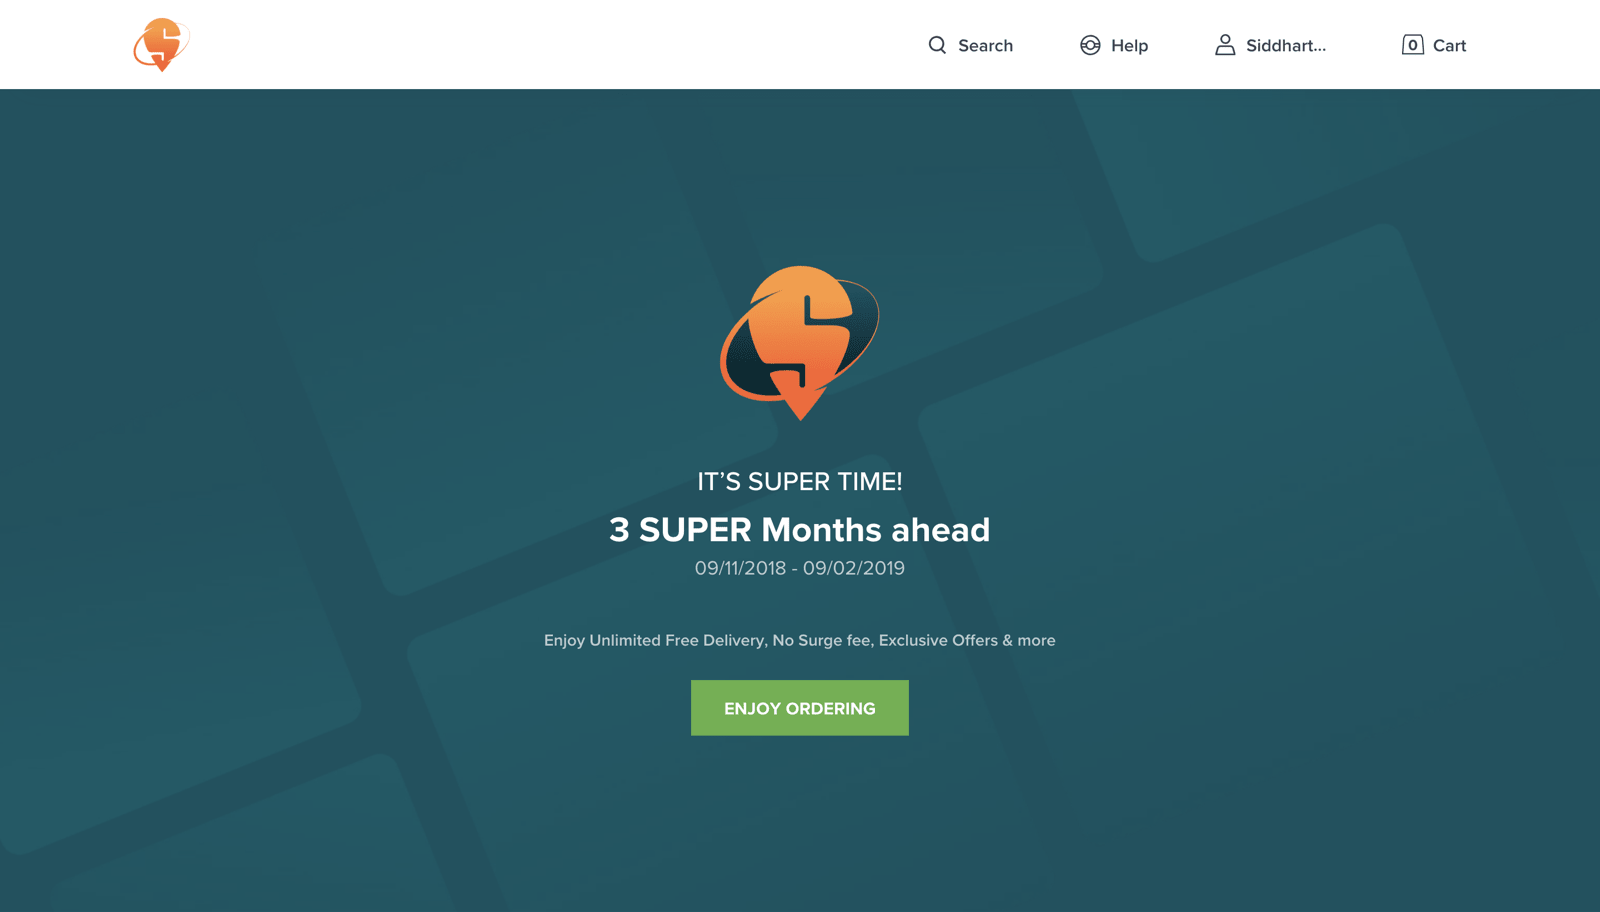 Search
Help
Siddhart...
0 Cart
IT’S SUPER TIME!
3 SUPER Months ahead
09/11/2018 - 09/02/2019
Enjoy Unlimited Free Delivery, No Surge fee, Exclusive Offers & more
ENJOY ORDERING